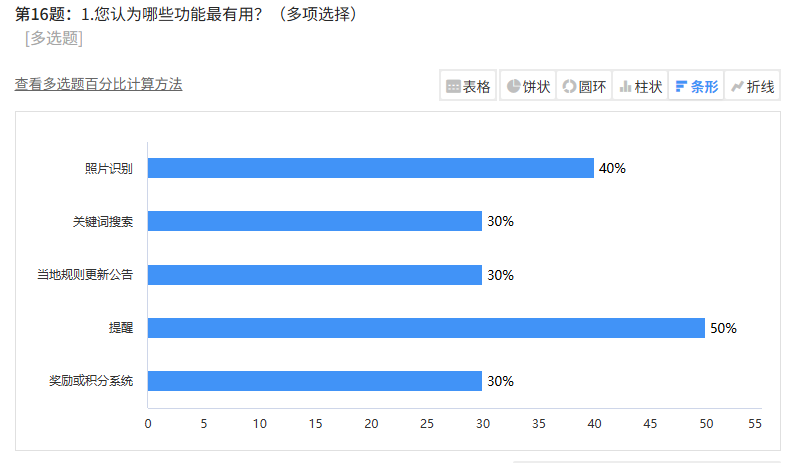 第16题：1.您认为哪些功能最有用？（多项选择）
[多选题]
查看多选题百分比计算方法
表格 饼状 圆环 柱状 条形 折线
照片识别 40%
关键词搜索 30%
当地规则更新公告 30%
提醒 50%
奖励或积分系统 30%
0 5 10 15 20 25 30 35 40 45 50 55